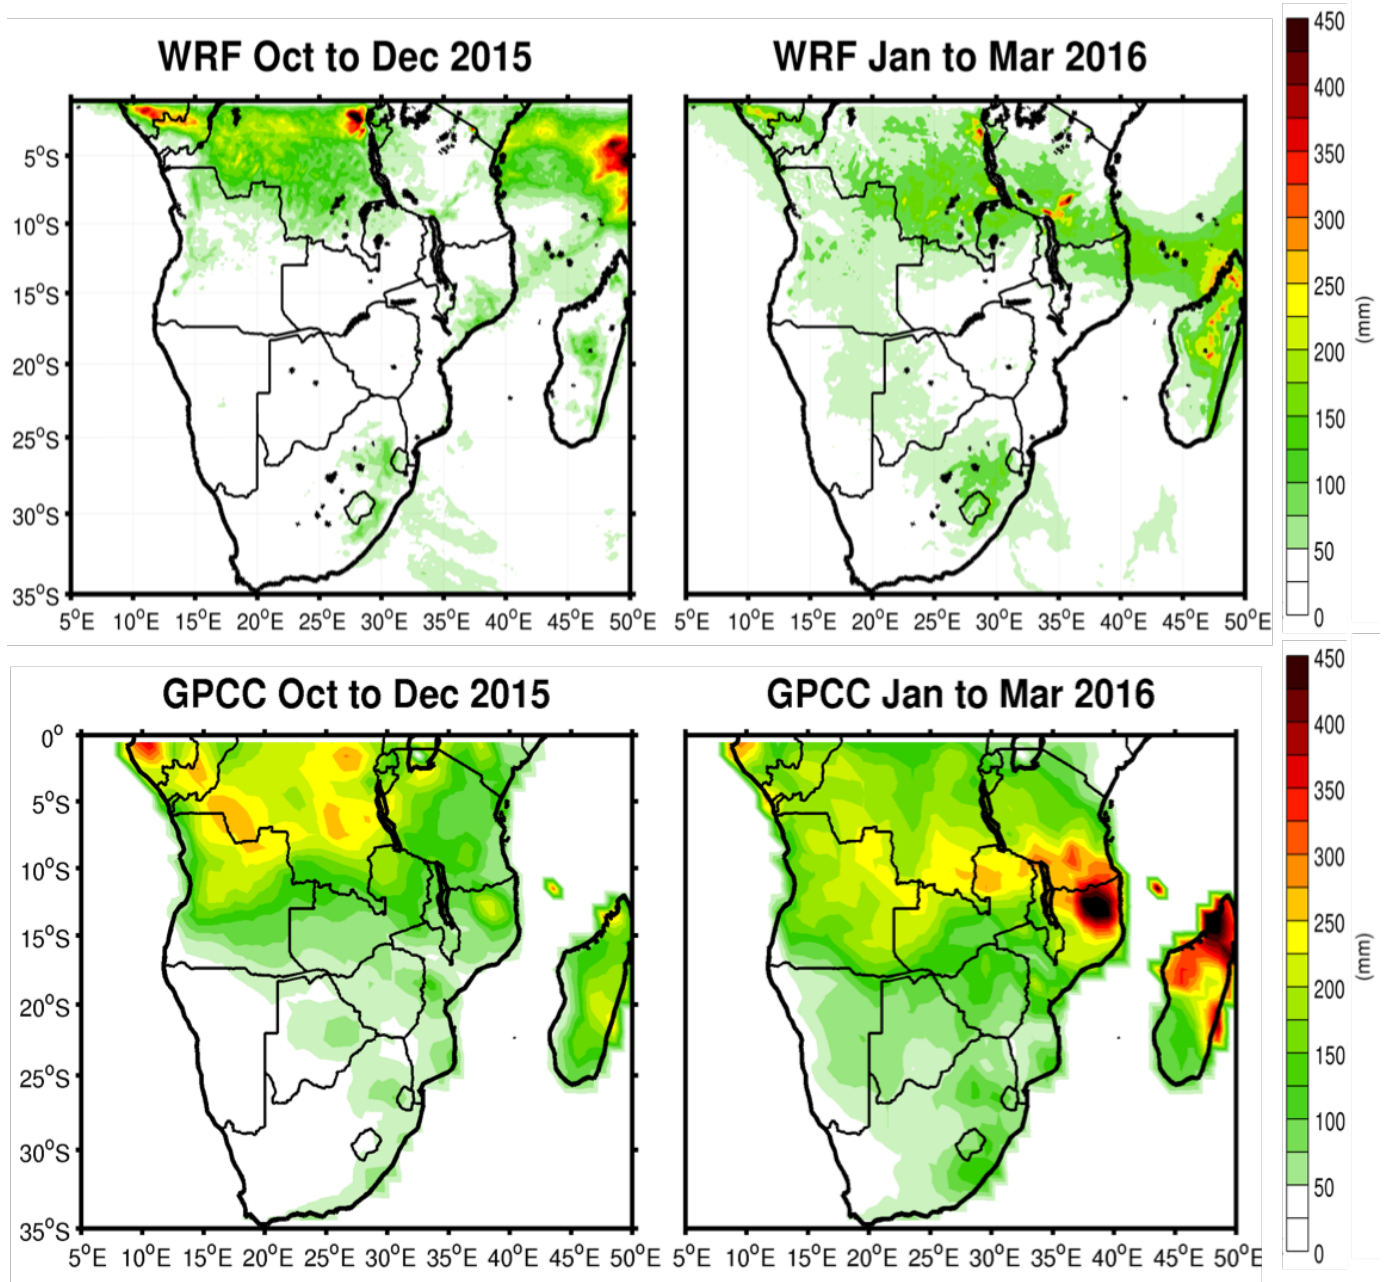 WRF Oct to Dec 2015
WRF Jan to Mar 2016
5°S
10°S
15°S
20°S
25°S
30°S
35°S
5°E 10°E 15°E 20°E 25°E 30°E 35°E 40°E 45°E 50°E
5°E 10°E 15°E 20°E 25°E 30°E 35°E 40°E 45°E 50°E
450
400
350
300
250
200
150
100
50
0
(mm)
GPCC Oct to Dec 2015
GPCC Jan to Mar 2016
0°
5°S
10°S
15°S
20°S
25°S
30°S
35°S
5°E 10°E 15°E 20°E 25°E 30°E 35°E 40°E 45°E 50°E
5°E 10°E 15°E 20°E 25°E 30°E 35°E 40°E 45°E 50°E
450
400
350
300
250
200
150
100
50
0
(mm)